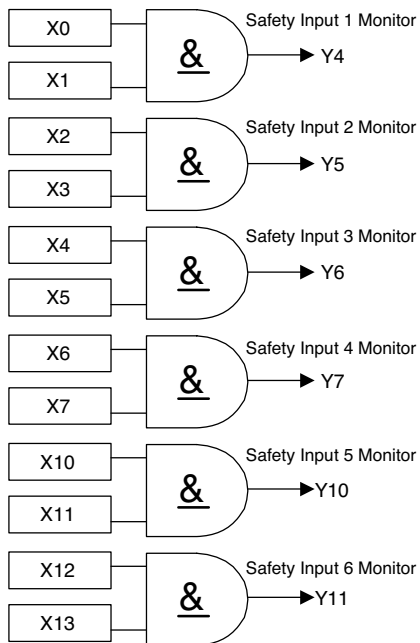 X0
X1
&
Safety Input 1 Monitor
Y4
X2
X3
&
Safety Input 2 Monitor
Y5
X4
X5
&
Safety Input 3 Monitor
Y6
X6
X7
&
Safety Input 4 Monitor
Y7
X10
X11
&
Safety Input 5 Monitor
Y10
X12
X13
&
Safety Input 6 Monitor
Y11